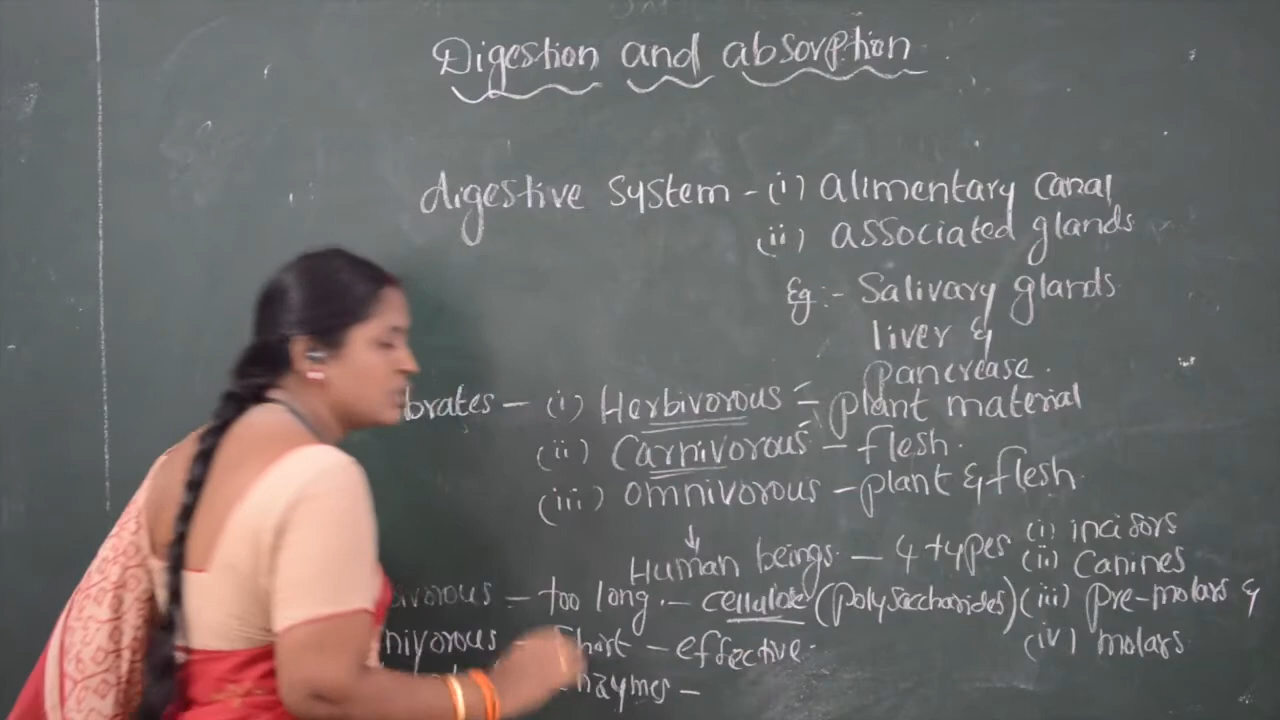 Digestion and absorption
digestive system - (i) alimentary canal
(ii) associated glands
Eg :- Salivary glands
liver &
pancrease.
brates - (i) Herbivorous - plant material
(ii) Carnivorous - flesh.
(iii) omnivorous - plant & flesh.
↓
Human beings. - 4 types (i) incisors
(ii) Canines
ivorous - too long. - cellulose (polysaccharides) (iii) pre-molars &
nivorous - Short - effective. (iv) molars
nzymes -